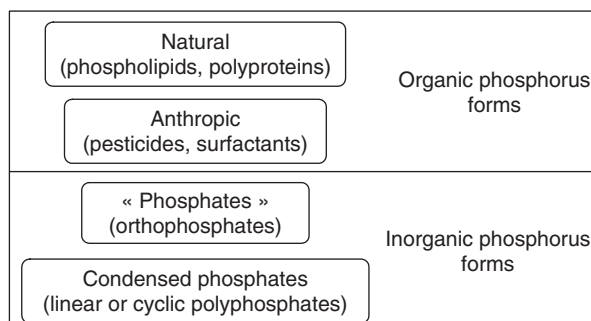 Natural
(phospholipids, polyproteins)
Anthropic
(pesticides, surfactants)
Organic phosphorus
forms
« Phosphates »
(orthophosphates)
Condensed phosphates
(linear or cyclic polyphosphates)
Inorganic phosphorus
forms